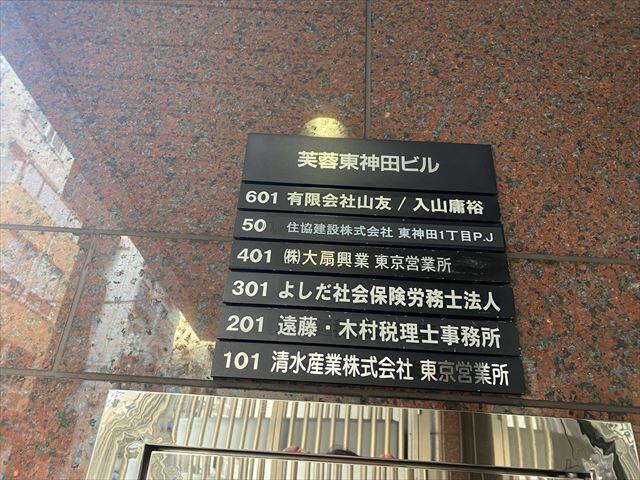 芙蓉東神田ビル
601 有限会社山友 / 入山庸裕
50 住協建設株式会社 東神田1丁目P.J
401 ㈱大扇興業 東京営業所
301 よしだ社会保険労務士法人
201 遠藤・木村税理士事務所
101 清水産業株式会社 東京営業所